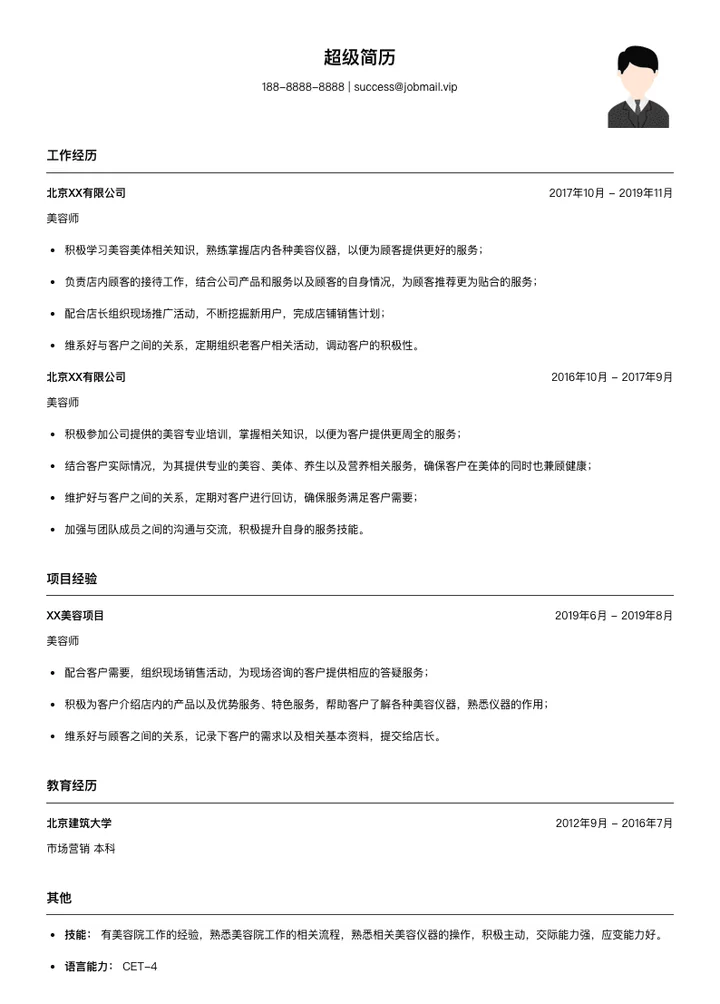 超级简历
188-8888-8888 | success@jobmail.vip
工作经历
北京XX有限公司 2017年10月 – 2019年11月
美容师
• 积极学习美容美体相关知识，熟练掌握店内各种美容仪器，以便为顾客提供更好的服务；
• 负责店内顾客的接待工作，结合公司产品和服务以及顾客的自身情况，为顾客推荐更为贴合的服务；
• 配合店长组织现场推广活动，不断挖掘新用户，完成店铺销售计划；
• 维系好与客户之间的关系，定期组织老客户相关活动，调动客户的积极性。
北京XX有限公司 2016年10月 – 2017年9月
美容师
• 积极参加公司提供的美容专业培训，掌握相关知识，以便为客户提供更周全的服务；
• 结合客户实际情况，为其提供专业的美容、美体、养生以及营养相关服务，确保客户在美体的同时也兼顾健康；
• 维护好与客户之间的关系，定期对客户进行回访，确保服务满足客户需要；
• 加强与团队成员之间的沟通与交流，积极提升自身的服务技能。
项目经验
XX美容项目 2019年6月 – 2019年8月
美容师
• 配合客户需要，组织现场销售活动，为现场咨询的客户提供相应的答疑服务；
• 积极为客户介绍店内的产品以及优势服务、特色服务，帮助客户了解各种美容仪器，熟悉仪器的作用；
• 维系好与顾客之间的关系，记录下客户的需求以及相关基本资料，提交给店长。
教育经历
北京建筑大学 2012年9月 – 2016年7月
市场营销 本科
其他
• 技能： 有美容院工作的经验，熟悉美容院工作的相关流程，熟悉相关美容仪器的操作，积极主动，交际能力强，应变能力好。
• 语言能力： CET-4